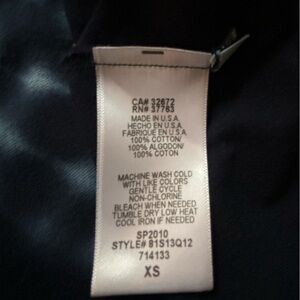 CA# 32672
RN# 37763
MADE IN U.S.A.
HECHO EN U.S.A.
FABRIQUE EN U.S.A.
100% COTTON/
100% ALGODON/
100% COTON
MACHINE WASH COLD
WITH LIKE COLORS
GENTLE CYCLE
NON-CHLORINE
BLEACH WHEN NEEDED.
TUMBLE DRY LOW HEAT
COOL IRON IF NEEDED
SP2010
STYLE# 81S13Q12
714133
XS